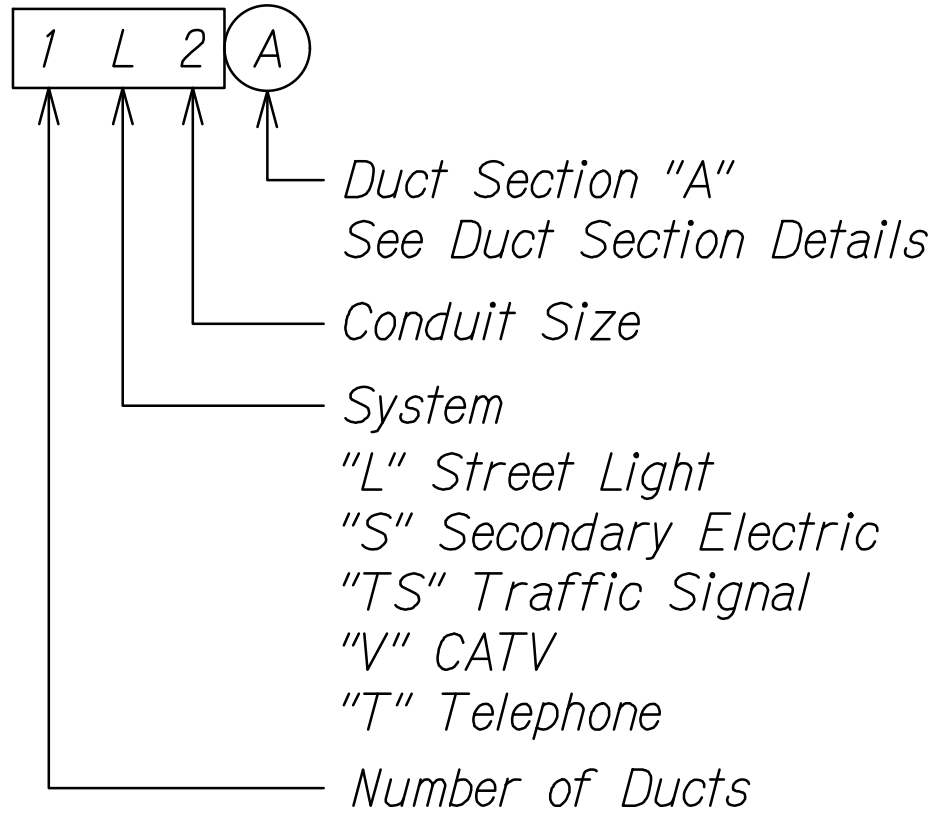 1 L 2 A
Duct Section "A"
See Duct Section Details
Conduit Size
System
"L" Street Light
"S" Secondary Electric
"TS" Traffic Signal
"V" CATV
"T" Telephone
Number of Ducts